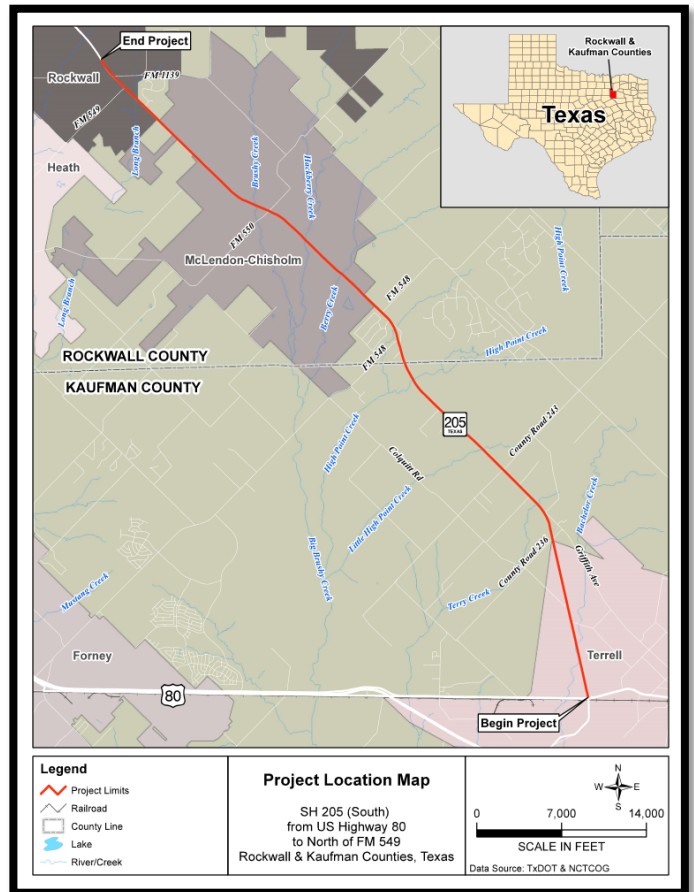 End Project
Rockwall
FM 1139
FM 549
Long Branch
Heath
Brushy Creek
Hackberry Creek
FM 550
McLendon-Chisholm
Long Branch
Berry Creek
FM 548
FM 548
High Point Creek
High Point Creek
ROCKWALL COUNTY
KAUFMAN COUNTY
205
TEXAS
County Road 243
High Point Creek
Colquitt Rd
Little High Point Creek
Bachelor Creek
Big Brushy Creek
County Road 236
Griffith Ave
Terry Creek
Mustang Creek
Forney
Terrell
80
Begin Project
Rockwall &
Kaufman Counties
Texas
Legend
Project Limits
Railroad
County Line
Lake
River/Creek
Project Location Map
SH 205 (South)
from US Highway 80
to North of FM 549
Rockwall & Kaufman Counties, Texas
N
W
E
S
0 7,000 14,000
SCALE IN FEET
Data Source: TxDOT & NCTCOG